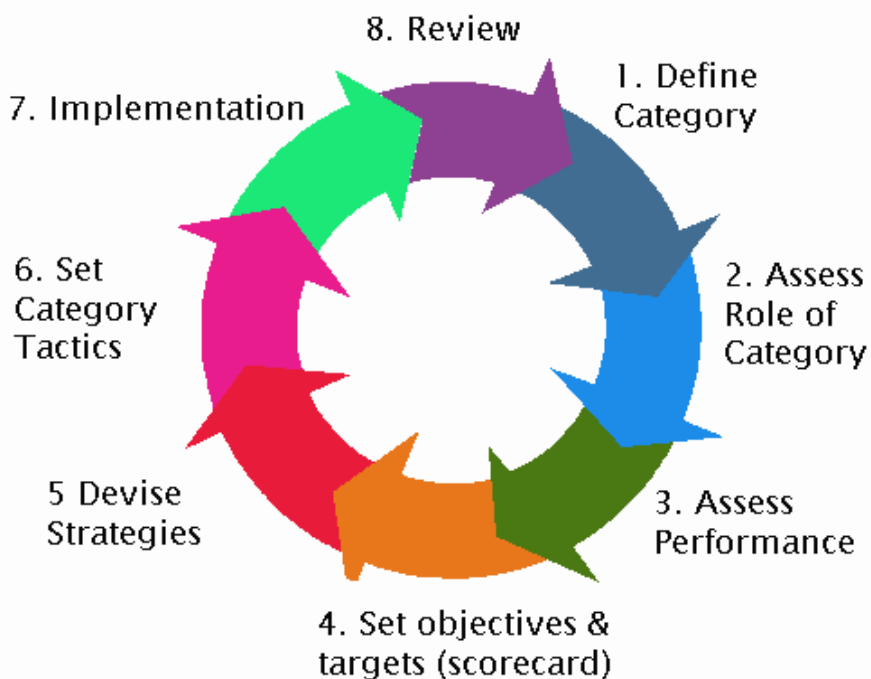 8. Review
1. Define
Category
2. Assess
Role of
Category
3. Assess
Performance
4. Set objectives &
targets (scorecard)
5 Devise
Strategies
6. Set
Category
Tactics
7. Implementation